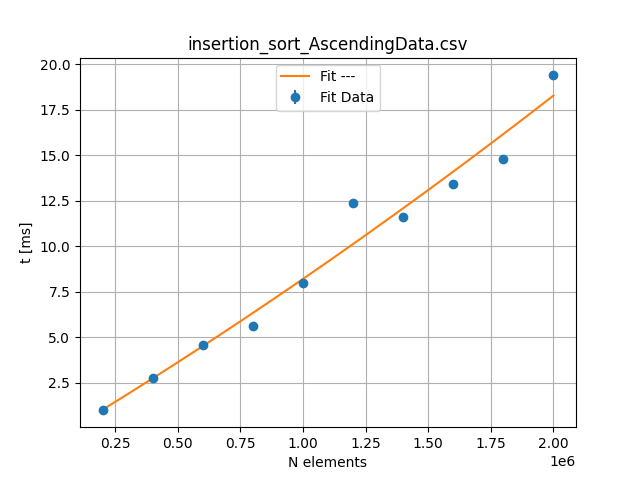 insertion_sort_AscendingData.csv
20.0
17.5
15.0
12.5
10.0
7.5
5.0
2.5
t [ms]
Fit ---
Fit Data
0.25 0.50 0.75 1.00 1.25 1.50 1.75 2.00
N elements
1e6